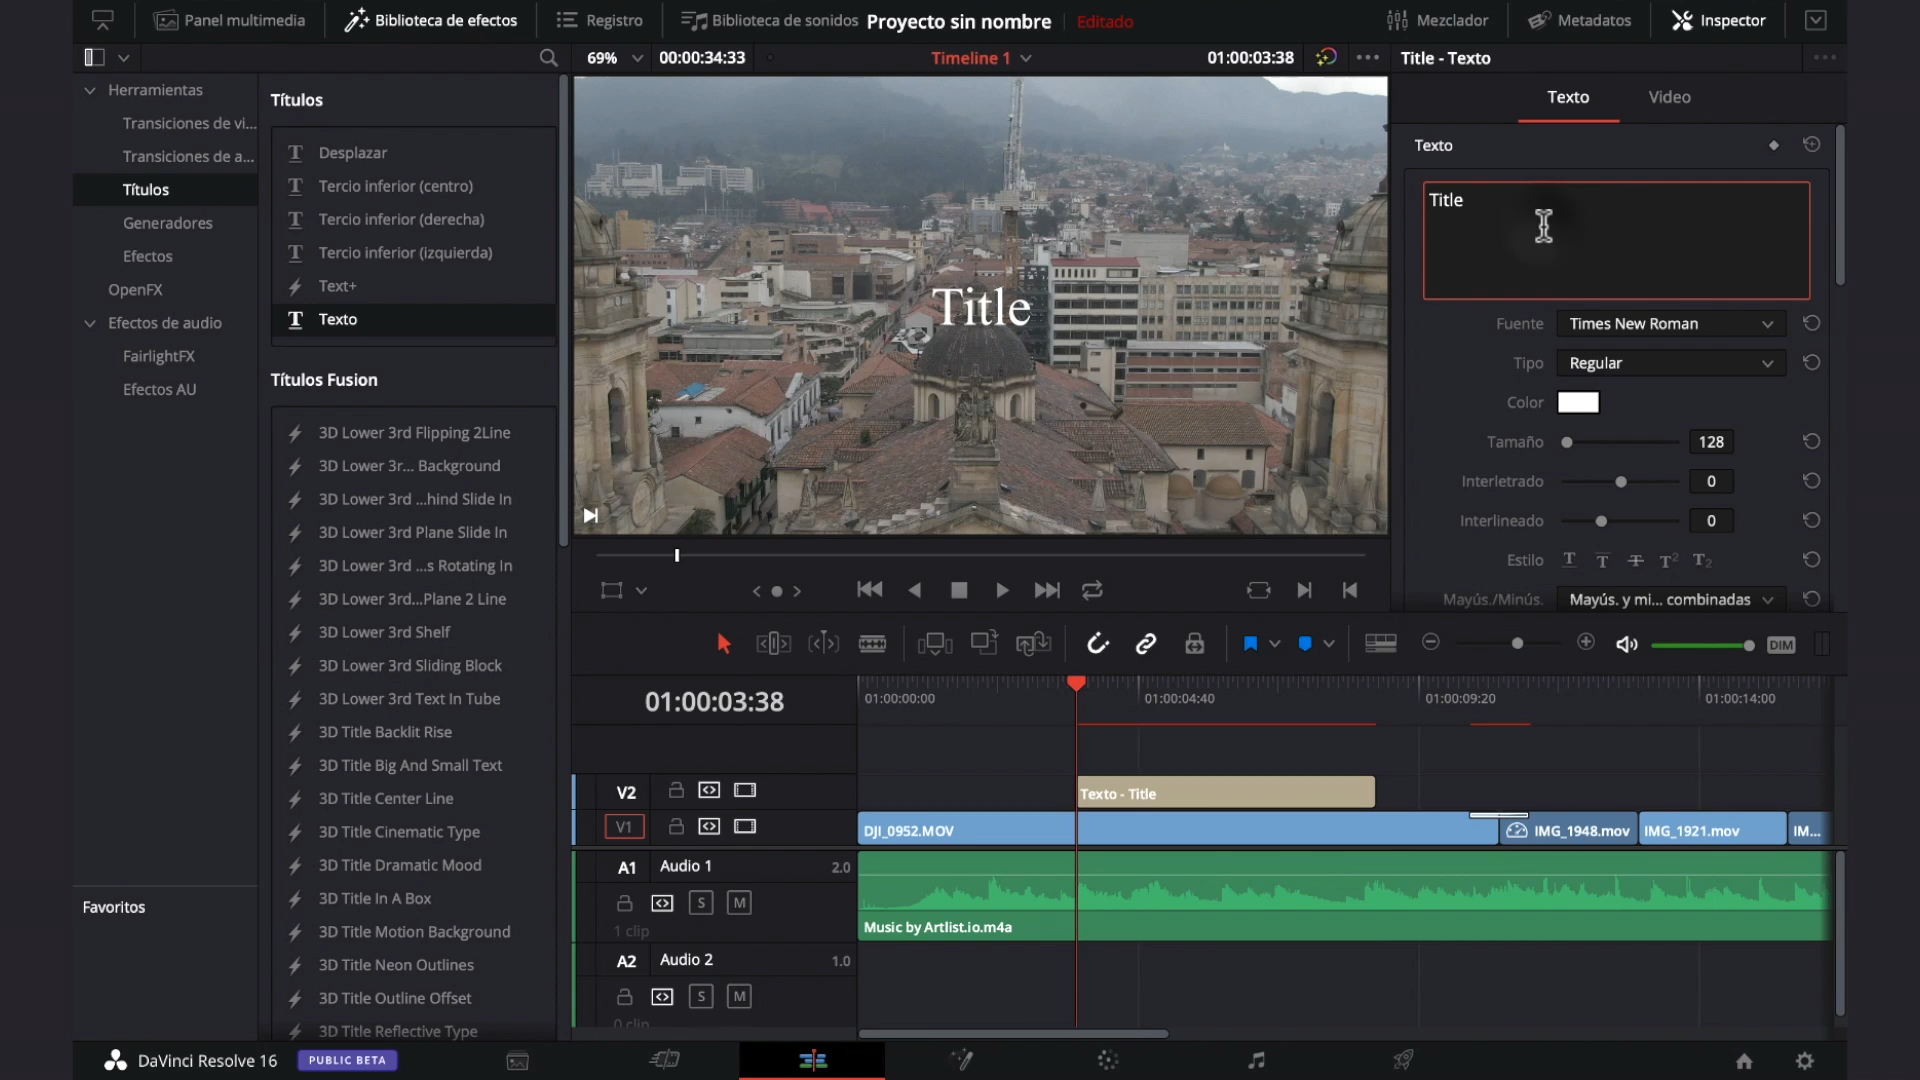 Panel multimedia
Biblioteca de efectos
Registro
Biblioteca de sonidos
Proyecto sin nombre
Editado
Mezclador
Metadatos
Inspector
69%
00:00:34:33
Timeline 1
01:00:03:38
Title - Texto
Herramientas
Transiciones de vi...
Transiciones de a...
Títulos
Generadores
Efectos
OpenFX
Efectos de audio
FairlightFX
Efectos AU
Favoritos
Títulos
Desplazar
Tercio inferior (centro)
Tercio inferior (derecha)
Tercio inferior (izquierda)
Text+
Texto
Títulos Fusion
3D Lower 3rd Flipping 2Line
3D Lower 3r... Background
3D Lower 3rd ...hind Slide In
3D Lower 3rd Plane Slide In
3D Lower 3rd ...s Rotating In
3D Lower 3rd...Plane 2 Line
3D Lower 3rd Shelf
3D Lower 3rd Sliding Block
3D Lower 3rd Text In Tube
3D Title Backlit Rise
3D Title Big And Small Text
3D Title Center Line
3D Title Cinematic Type
3D Title Dramatic Mood
3D Title In A Box
3D Title Motion Background
3D Title Neon Outlines
3D Title Outline Offset
3D Title Reflective Type
Title
Texto
Video
Texto
Title
Fuente
Times New Roman
Tipo
Regular
Color
Tamaño
128
Interletrado
0
Interlineado
0
Estilo
T T T T² T₂
Mayús./Minús.
Mayús. y mi... combinadas
DIM
01:00:03:38
01:00:00:00
01:00:04:40
01:00:09:20
01:00:14:00
V2
Texto - Title
V1
DJI_0952.MOV
IMG_1948.mov
IMG_1921.mov
IM...
A1
Audio 1
2.0
S
M
1 clip
Music by Artlist.io.m4a
A2
Audio 2
1.0
S
M
0 clip
DaVinci Resolve 16
PUBLIC BETA